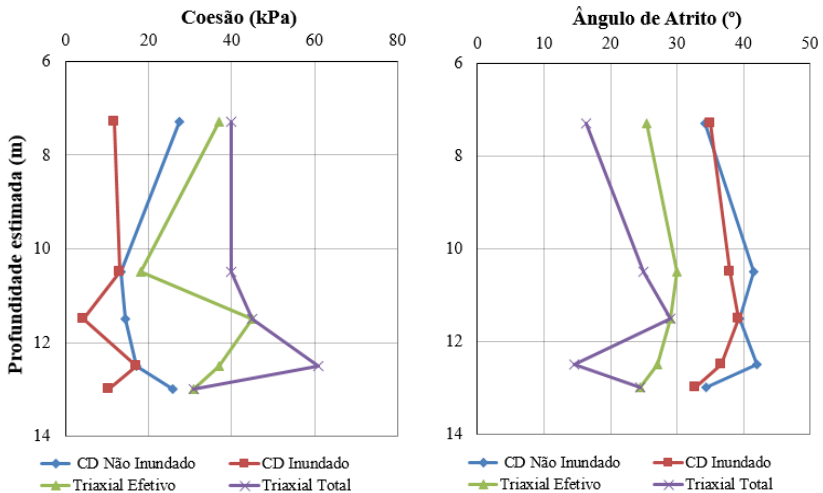 Coesão (kPa)
0 20 40 60 80
6
8
10
12
14
Profundidade estimada (m)
CD Não Inundado
CD Inundado
Triaxial Efetivo
Triaxial Total
Ângulo de Atrito (º)
0 10 20 30 40 50
6
8
10
12
14
CD Não Inundado
CD Inundado
Triaxial Efetivo
Triaxial Total